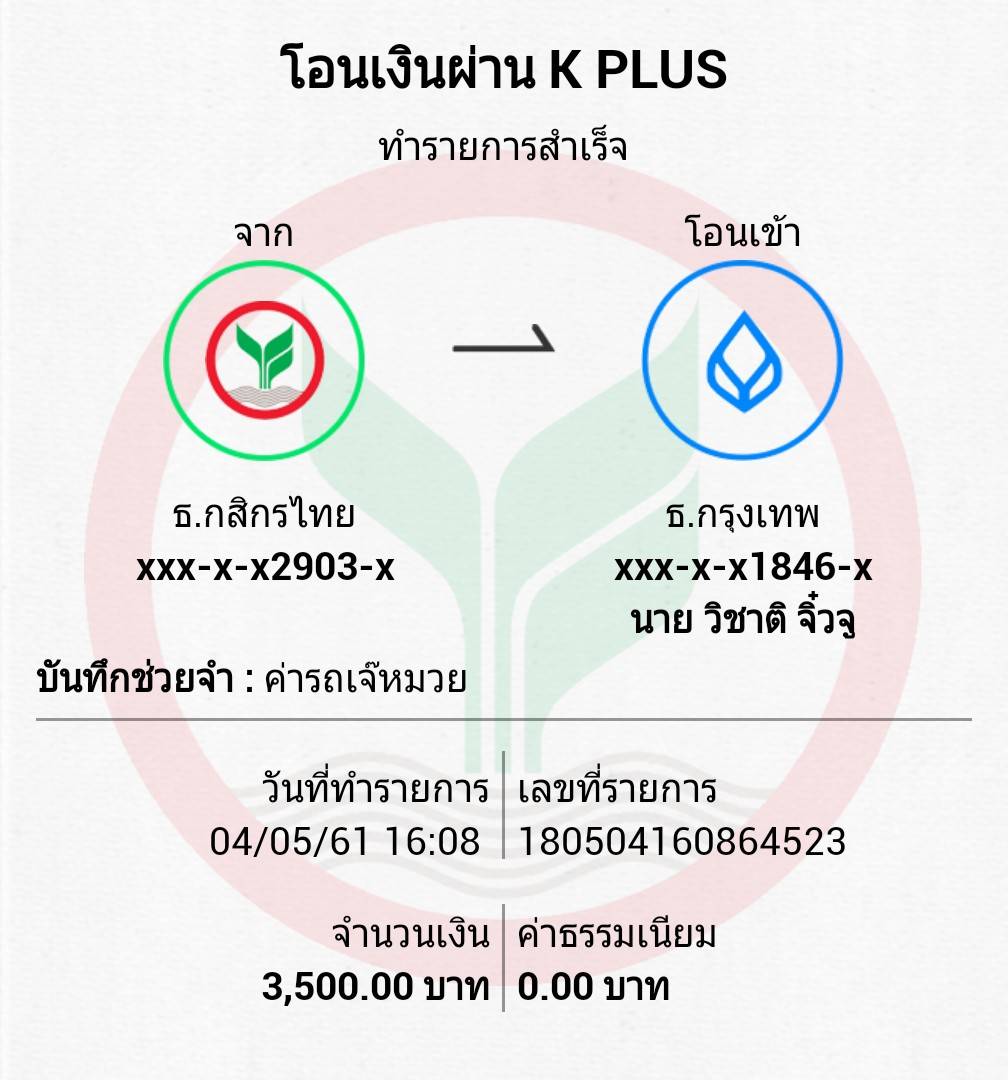 โอนเงินผ่าน K PLUS
ทำรายการสำเร็จ
จาก
โอนเข้า
ธ.กสิกรไทย
xxx-x-x2903-x
ธ.กรุงเทพ
xxx-x-x1846-x
นาย วิชาติ จิ๋วจู
บันทึกช่วยจำ : ค่ารถเจ๊หมวย
วันที่ทำรายการ
04/05/61 16:08
เลขที่รายการ
180504160864523
จำนวนเงิน
3,500.00 บาท
ค่าธรรมเนียม
0.00 บาท